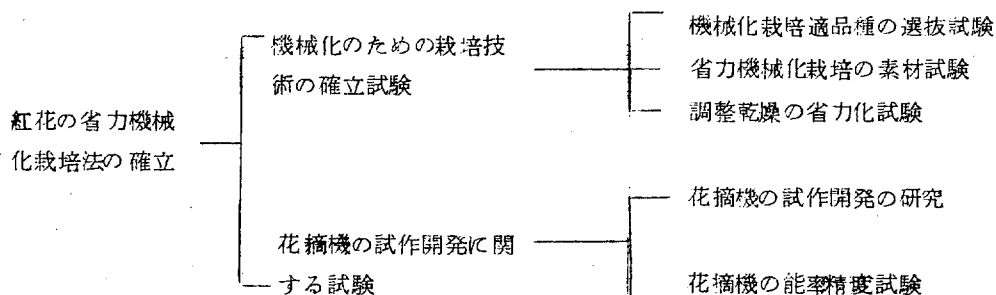 紅花の省力機械
化栽培法の確立
機械化のための栽培技
術の確立試験
機械化栽培適品種の選抜試験
省力機械化栽培の素材試験
調整乾燥の省力化試験
花摘機の試作開発に関
する試験
花摘機の試作開発の研究
花摘機の能率精度試験